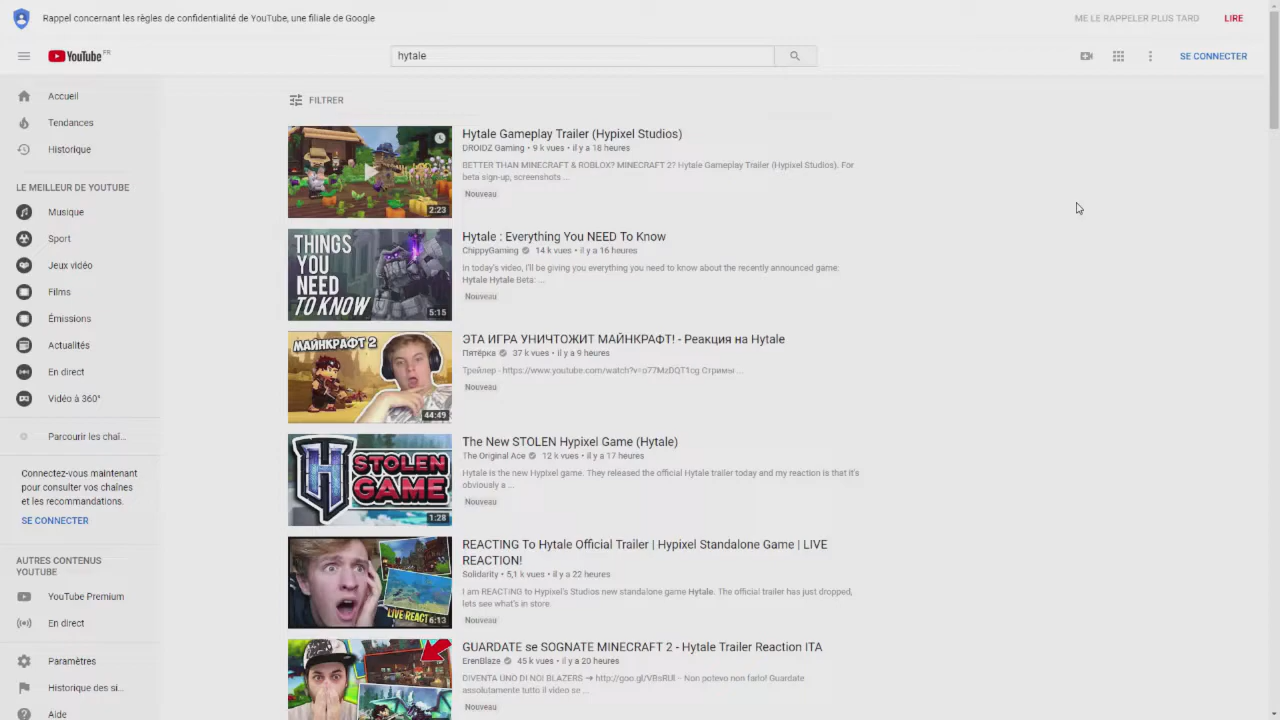 Rappel concernant les règles de confidentialité de YouTube, une filiale de Google
ME LE RAPPELER PLUS TARD
LIRE
YouTube FR
hytale
SE CONNECTER
Accueil
Tendances
Historique
LE MEILLEUR DE YOUTUBE
Musique
Sport
Jeux vidéo
Films
Émissions
Actualités
En direct
Vidéo à 360°
Parcourir les chaî...
Connectez-vous maintenant
pour consulter vos chaînes
et les recommandations.
SE CONNECTER
AUTRES CONTENUS
YOUTUBE
YouTube Premium
En direct
Paramètres
Historique des si...
Aide
FILTRER
2:23
Hytale Gameplay Trailer (Hypixel Studios)
DROIDZ Gaming • 9 k vues • il y a 18 heures
BETTER THAN MINECRAFT & ROBLOX? MINECRAFT 2? Hytale Gameplay Trailer (Hypixel Studios). For
beta sign-up, screenshots ...
Nouveau
THINGS
YOU
NEED
TO KNOW
5:15
Hytale : Everything You NEED To Know
ChippyGaming 14 k vues • il y a 16 heures
In today's video, I'll be giving you everything you need to know about the recently announced game:
Hytale Hytale Beta: ...
Nouveau
МАЙНКРАФТ 2
44:49
ЭТА ИГРА УНИЧТОЖИТ МАЙНКРАФТ! - Реакция на Hytale
Пятёрка 37 k vues • il y a 9 heures
Трейлер - https://www.youtube.com/watch?v=o77MzDQT1cg Стримы ...
Nouveau
H
STOLEN
GAME
1:28
The New STOLEN Hypixel Game (Hytale)
The Original Ace 12 k vues • il y a 17 heures
Hytale is the new Hypixel game. They released the official Hytale trailer today and my reaction is that it's
obviously a ...
Nouveau
LIVE REACT
6:13
REACTING To Hytale Official Trailer | Hypixel Standalone Game | LIVE
REACTION!
Solidarity • 5,1 k vues • il y a 22 heures
I am REACTING to Hypixel's Studios new standalone game Hytale. The official trailer has just dropped,
lets see what's in store.
Nouveau
GUARDATE se SOGNATE MINECRAFT 2 - Hytale Trailer Reaction ITA
ErenBlaze 45 k vues • il y a 20 heures
DIVENTA UNO DI NOI BLAZERS ➜ http://goo.gl/VBsRUl -- Non potevo non farlo! Guardate
assolutamente tutto il video se ...
Nouveau